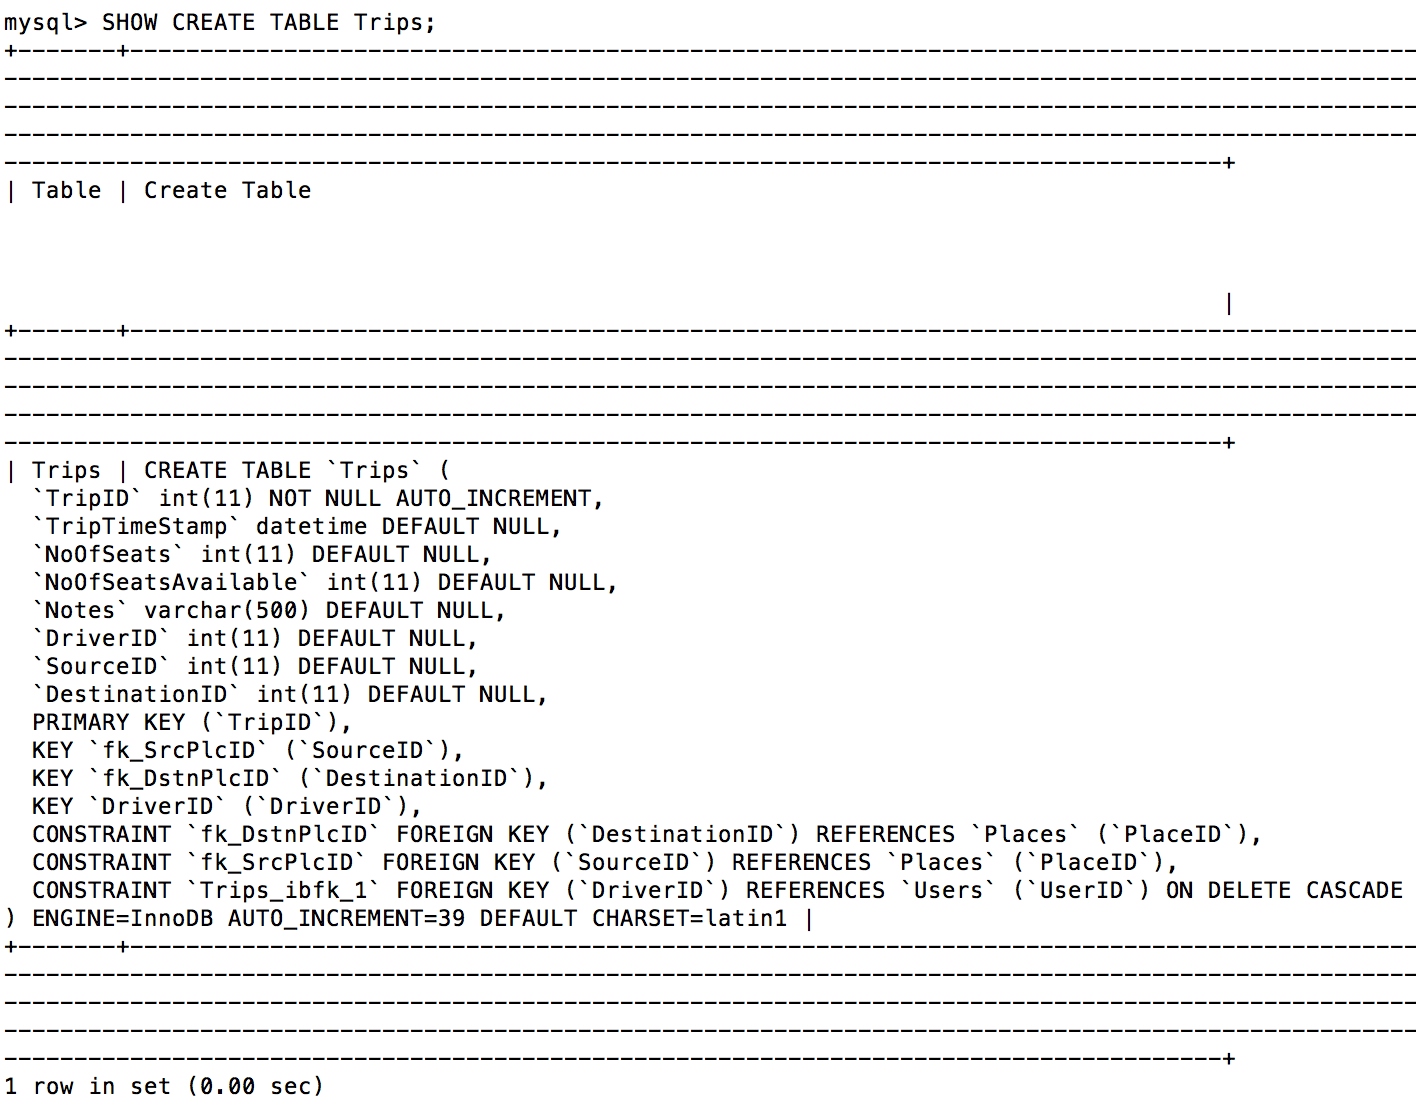 mysql> SHOW CREATE TABLE Trips;
+-------+--------------------------------------------------------------------------------------------
-----------------------------------------------------------------------------------------------------
-----------------------------------------------------------------------------------------------------
-----------------------------------------------------------------------------------------------------
---------------------------------------------------------------------------------------+
| Table | Create Table
|
+-------+--------------------------------------------------------------------------------------------
-----------------------------------------------------------------------------------------------------
-----------------------------------------------------------------------------------------------------
-----------------------------------------------------------------------------------------------------
---------------------------------------------------------------------------------------+
| Trips | CREATE TABLE `Trips` (
  `TripID` int(11) NOT NULL AUTO_INCREMENT,
  `TripTimeStamp` datetime DEFAULT NULL,
  `NoOfSeats` int(11) DEFAULT NULL,
  `NoOfSeatsAvailable` int(11) DEFAULT NULL,
  `Notes` varchar(500) DEFAULT NULL,
  `DriverID` int(11) DEFAULT NULL,
  `SourceID` int(11) DEFAULT NULL,
  `DestinationID` int(11) DEFAULT NULL,
  PRIMARY KEY (`TripID`),
  KEY `fk_SrcPlcID` (`SourceID`),
  KEY `fk_DstnPlcID` (`DestinationID`),
  KEY `DriverID` (`DriverID`),
  CONSTRAINT `fk_DstnPlcID` FOREIGN KEY (`DestinationID`) REFERENCES `Places` (`PlaceID`),
  CONSTRAINT `fk_SrcPlcID` FOREIGN KEY (`SourceID`) REFERENCES `Places` (`PlaceID`),
  CONSTRAINT `Trips_ibfk_1` FOREIGN KEY (`DriverID`) REFERENCES `Users` (`UserID`) ON DELETE CASCADE
) ENGINE=InnoDB AUTO_INCREMENT=39 DEFAULT CHARSET=latin1 |
+-------+--------------------------------------------------------------------------------------------
-----------------------------------------------------------------------------------------------------
-----------------------------------------------------------------------------------------------------
-----------------------------------------------------------------------------------------------------
---------------------------------------------------------------------------------------+
1 row in set (0.00 sec)